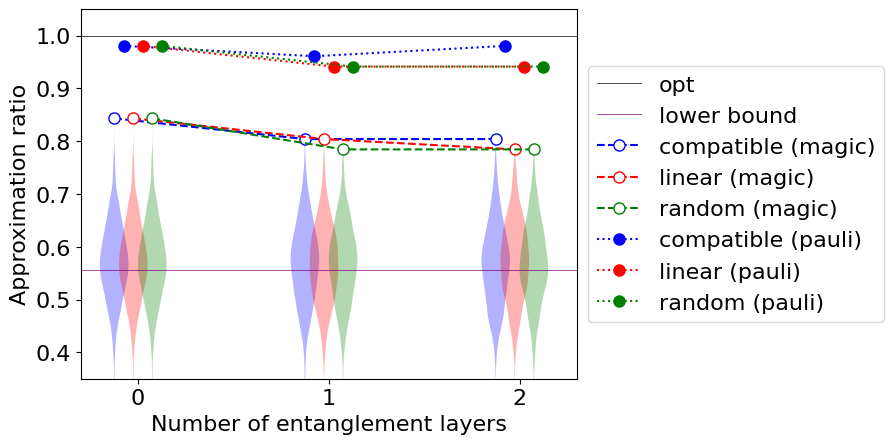 1.0
0.9
0.8
0.7
0.6
0.5
0.4
Approximation ratio
0 1 2
Number of entanglement layers
opt
lower bound
compatible (magic)
linear (magic)
random (magic)
compatible (pauli)
linear (pauli)
random (pauli)